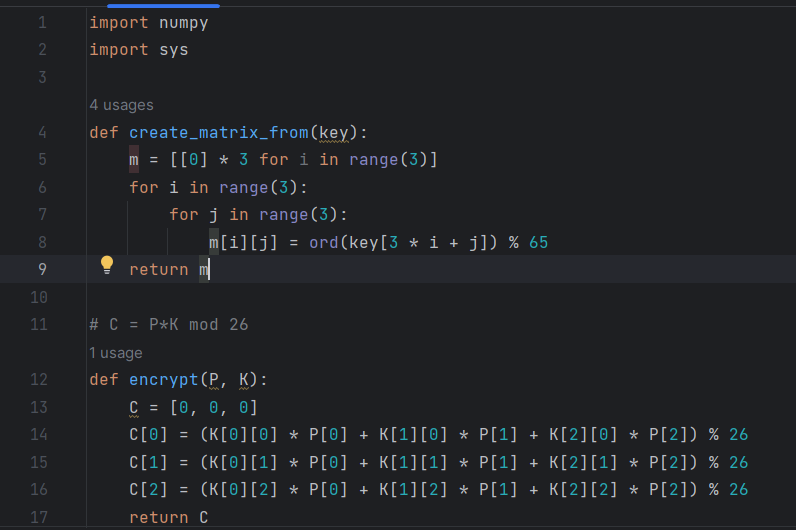 1 import numpy
2 import sys
3
4 usages
4 def create_matrix_from(key):
5     m = [[0] * 3 for i in range(3)]
6     for i in range(3):
7         for j in range(3):
8             m[i][j] = ord(key[3 * i + j]) % 65
9     return m
10
11 # C = P*K mod 26
1 usage
12 def encrypt(P, K):
13     C = [0, 0, 0]
14     C[0] = (K[0][0] * P[0] + K[1][0] * P[1] + K[2][0] * P[2]) % 26
15     C[1] = (K[0][1] * P[0] + K[1][1] * P[1] + K[2][1] * P[2]) % 26
16     C[2] = (K[0][2] * P[0] + K[1][2] * P[1] + K[2][2] * P[2]) % 26
17     return C